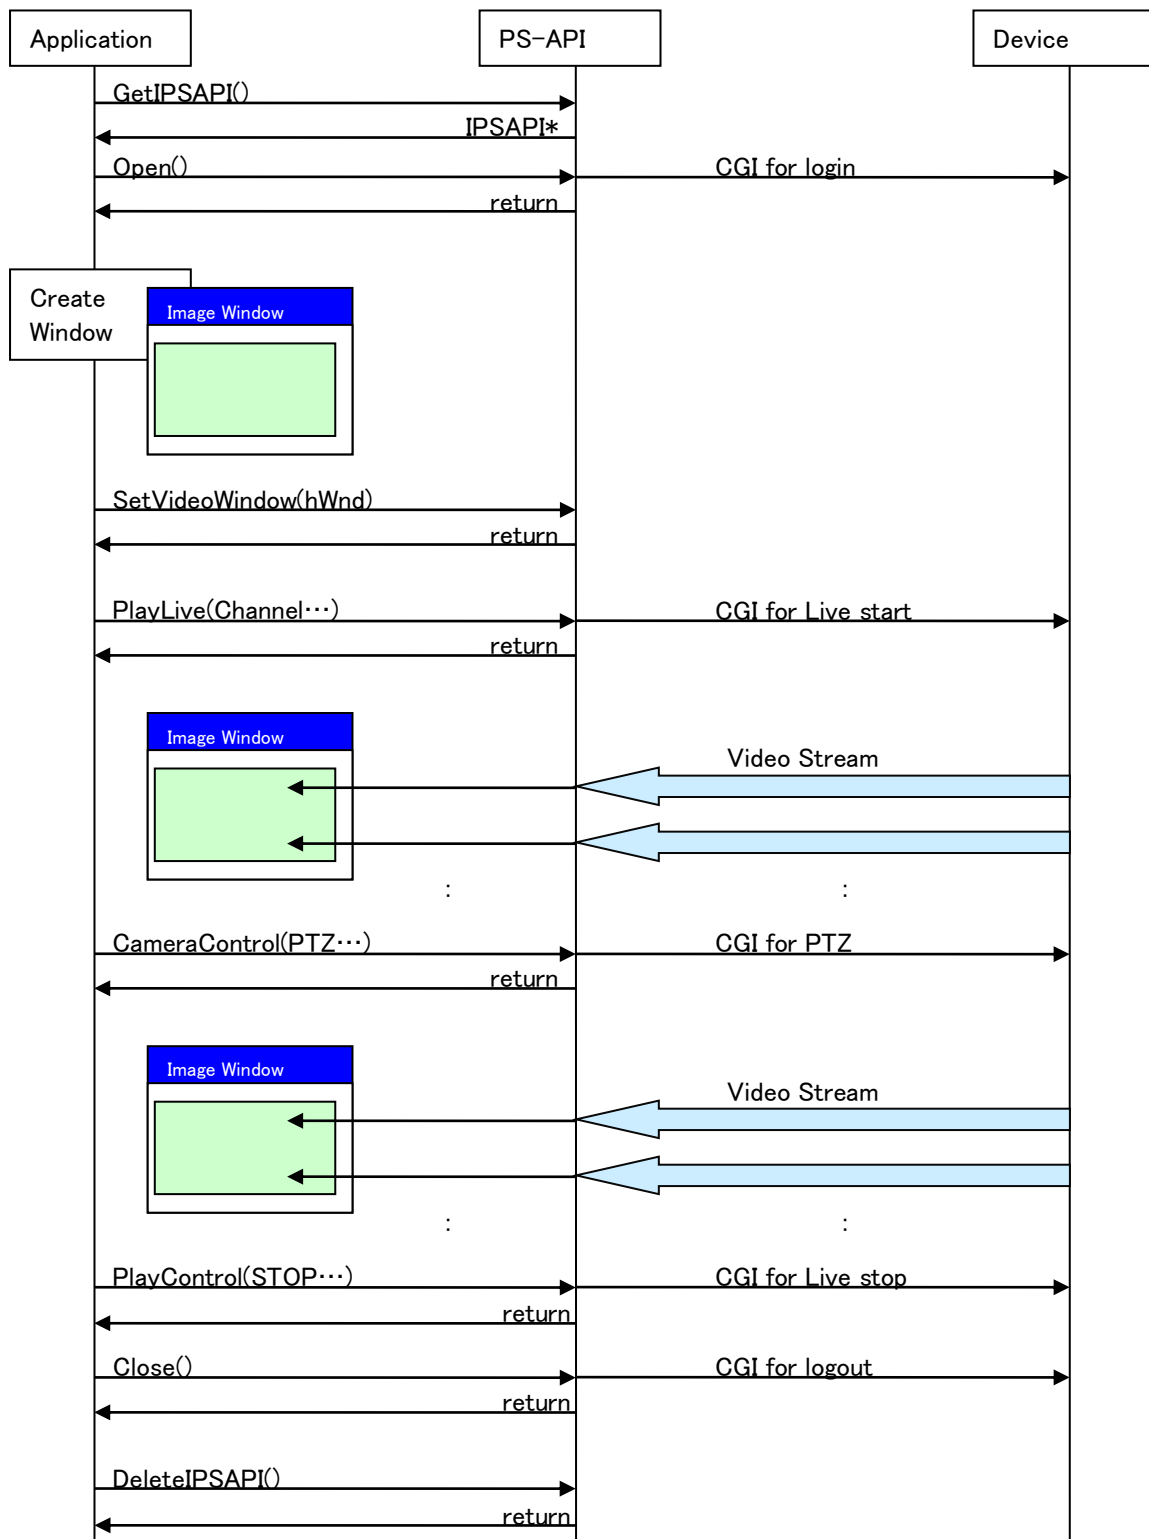 Application
PS-API
Device
GetIPSAPI()
IPSAPI*
Open()
CGI for login
return
Create
Window
Image Window
SetVideoWindow(hWnd)
return
PlayLive(Channel･･･)
CGI for Live start
return
Image Window
Video Stream
:
:
CameraControl(PTZ･･･)
CGI for PTZ
return
Image Window
Video Stream
:
:
PlayControl(STOP･･･)
CGI for Live stop
return
Close()
CGI for logout
return
DeleteIPSAPI()
return